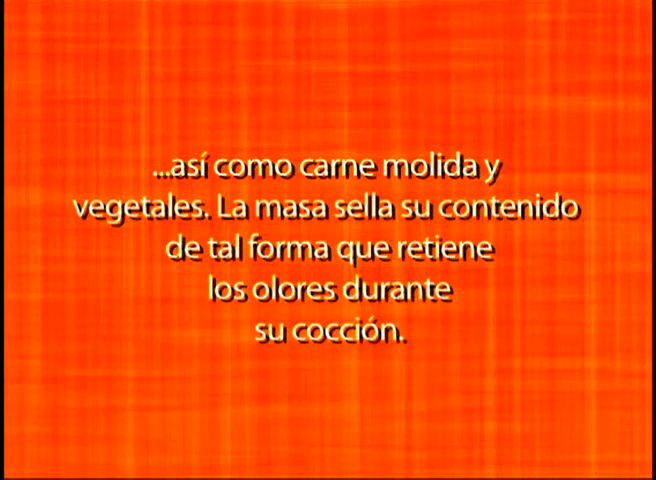 ...así como carne molida y
vegetales. La masa sella su contenido
de tal forma que retiene
los olores durante
su cocción.